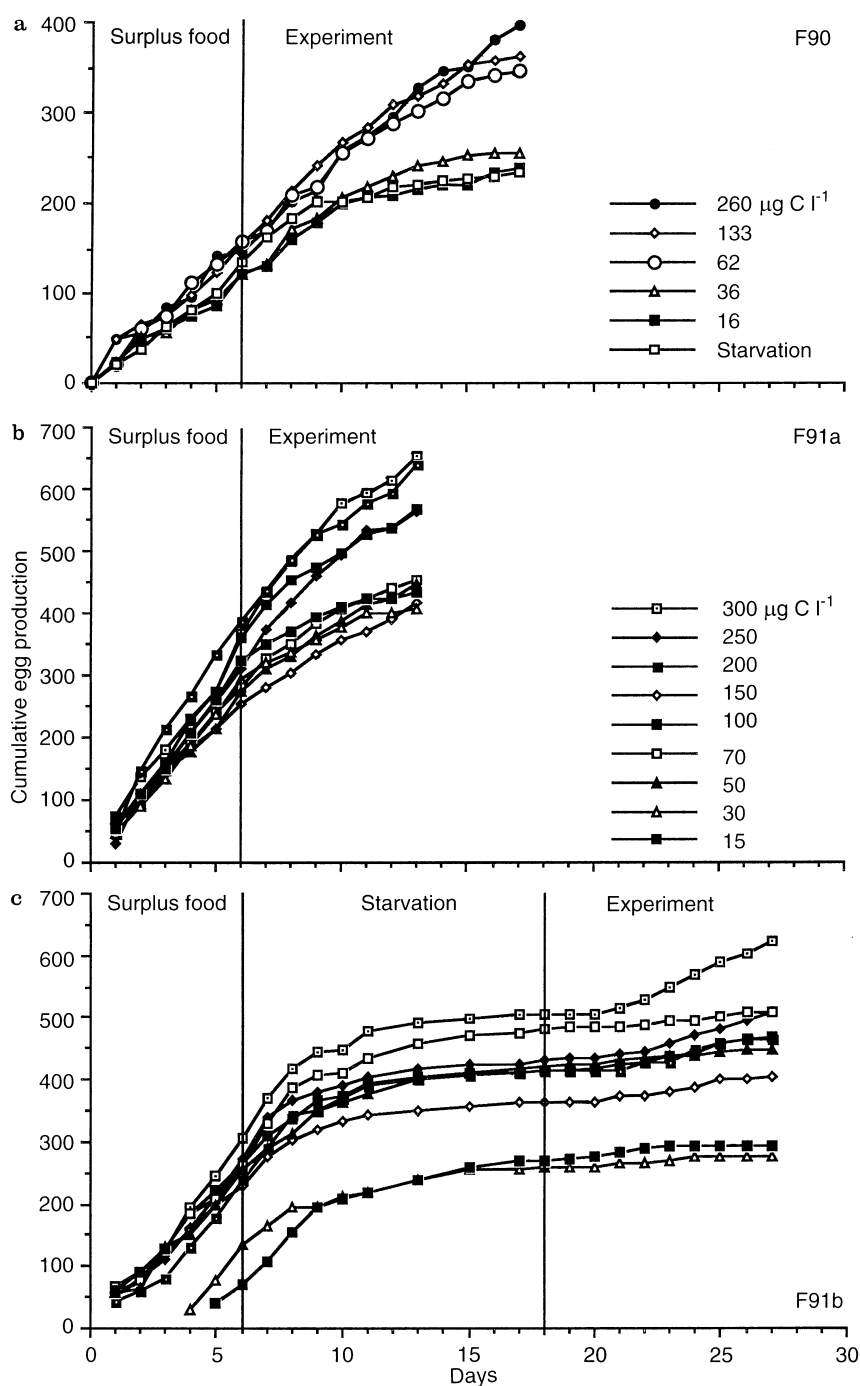 a
400
Surplus food
Experiment
F90
300
200
260 µg C l⁻¹
133
62
100
36
16
Starvation
0
b
700
Surplus food
Experiment
F91a
600
500
400
300 µg C l⁻¹
250
300
200
150
200
100
70
100
50
30
0
15
Cumulative egg production
c
700
Surplus food
Starvation
Experiment
600
500
400
300
200
100
F91b
0
0
5
10
15
20
25
30
Days